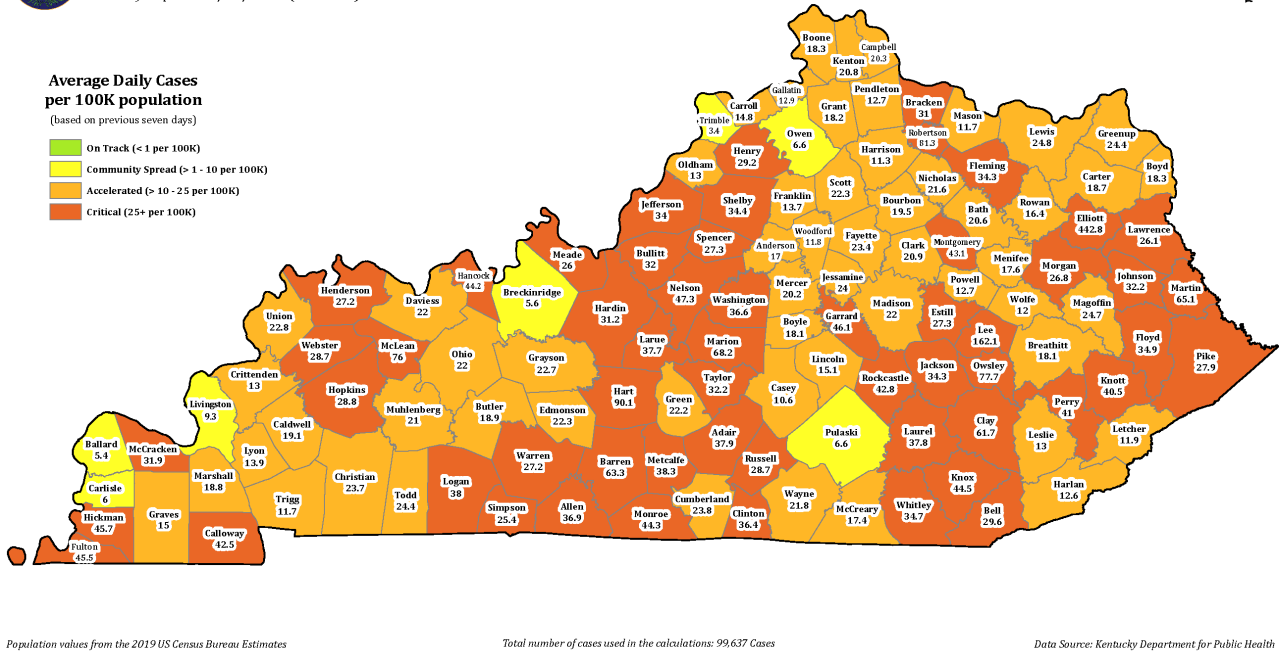 Average Daily Cases
per 100K population
(based on previous seven days)
On Track (< 1 per 100K)
Community Spread (> 1 - 10 per 100K)
Accelerated (> 10 - 25 per 100K)
Critical (25+ per 100K)
Boone
18.3
Kenton
20.8
Campbell
20.3
Gallatin
12.9
Carroll
14.8
Trimble
3.4
Grant
18.2
Pendleton
12.7
Bracken
31
Mason
11.7
Robertson
81.3
Lewis
24.8
Greenup
24.4
Boyd
18.3
Owen
6.6
Henry
29.2
Oldham
13
Harrison
11.3
Nicholas
21.6
Fleming
34.3
Carter
18.7
Rowan
16.4
Elliott
442.8
Lawrence
26.1
Jefferson
34
Shelby
34.4
Franklin
13.7
Scott
22.3
Bourbon
19.5
Bath
20.6
Spencer
27.3
Bullitt
32
Anderson
17
Woodford
11.8
Fayette
23.4
Clark
20.9
Montgomery
43.1
Menifee
17.6
Morgan
26.8
Johnson
32.2
Martin
65.1
Meade
26
Hancock
44.2
Breckinridge
5.6
Henderson
27.2
Daviess
22
Union
22.8
Webster
28.7
McLean
76
Ohio
22
Grayson
22.7
Hardin
31.2
Nelson
47.3
Washington
36.6
Mercer
20.2
Jessamine
24
Madison
22
Powell
12.7
Wolfe
12
Magoffin
24.7
Estill
27.3
Garrard
46.1
Boyle
18.1
Marion
68.2
Larue
37.7
Lee
162.1
Breathitt
18.1
Floyd
34.9
Pike
27.9
Lincoln
15.1
Rockcastle
42.8
Jackson
34.3
Owsley
77.7
Knott
40.5
Perry
41
Crittenden
13
Livingston
9.3
Hopkins
28.8
Muhlenberg
21
Butler
18.9
Edmonson
22.3
Hart
90.1
Green
22.2
Taylor
32.2
Casey
10.6
Pulaski
6.6
Laurel
37.8
Clay
61.7
Leslie
13
Letcher
11.9
Harlan
12.6
Ballard
5.4
McCracken
31.9
Carlisle
6
Marshall
18.8
Lyon
13.9
Caldwell
19.1
Trigg
11.7
Christian
23.7
Todd
24.4
Logan
38
Warren
27.2
Simpson
25.4
Allen
36.9
Barren
63.3
Metcalfe
38.3
Adair
37.9
Russell
28.7
Monroe
44.3
Cumberland
23.8
Clinton
36.4
Wayne
21.8
McCreary
17.4
Whitley
34.7
Knox
44.5
Bell
29.6
Hickman
45.7
Fulton
45.5
Graves
15
Calloway
42.5
Population values from the 2019 US Census Bureau Estimates
Total number of cases used in the calculations: 99,637 Cases
Data Source: Kentucky Department for Public Health